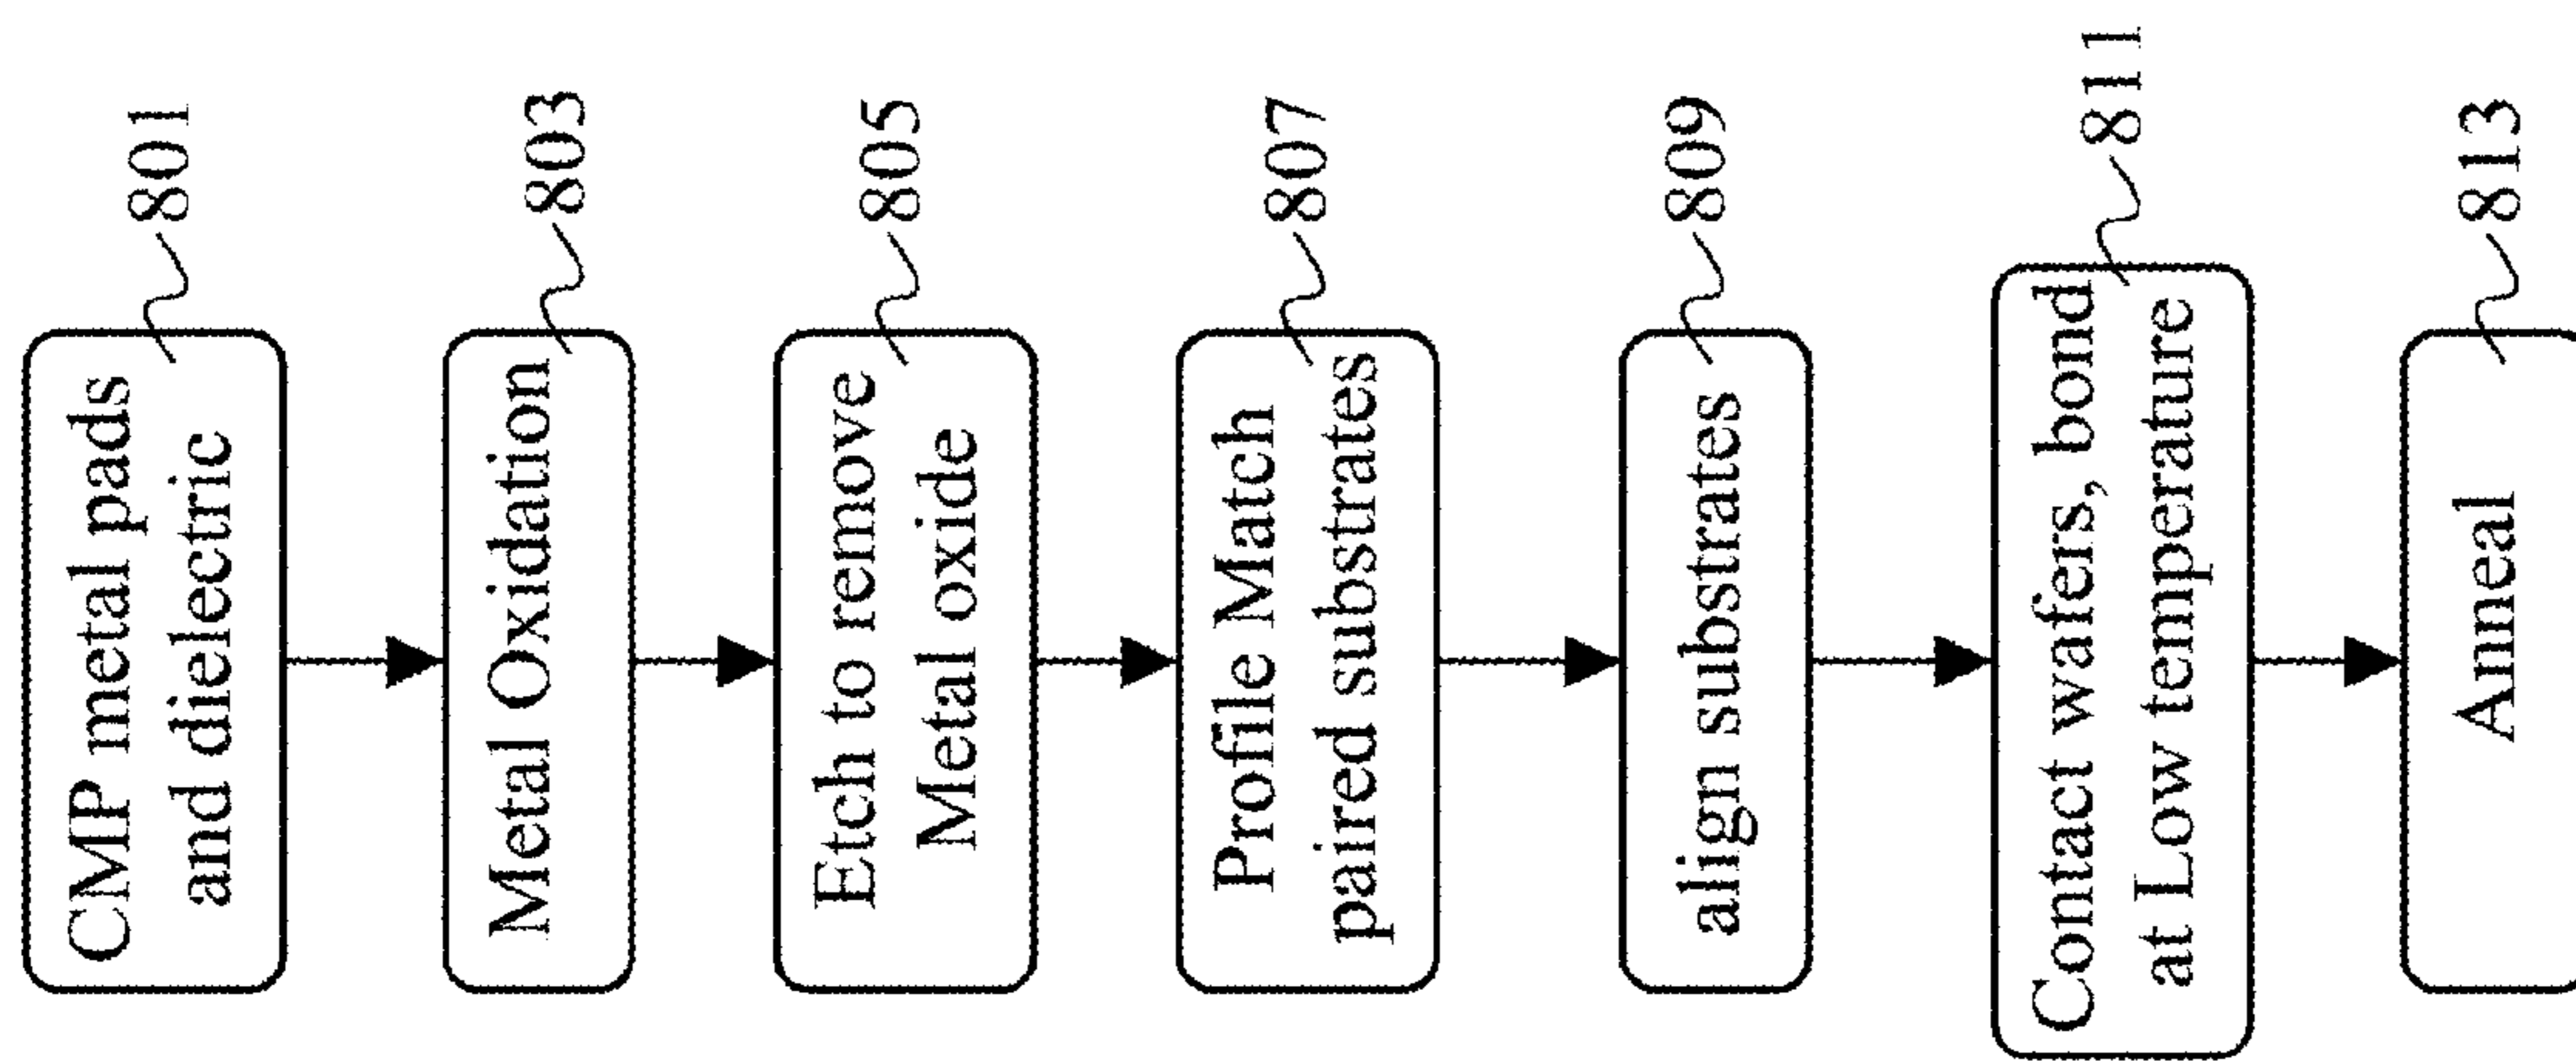 CMP metal pads
and dielectric
801
Metal Oxidation
803
Etch to remove
Metal oxide
805
Profile Match
paired substrates
807
align substrates
809
Contact wafers, bond
at Low temperature
811
Anneal
813